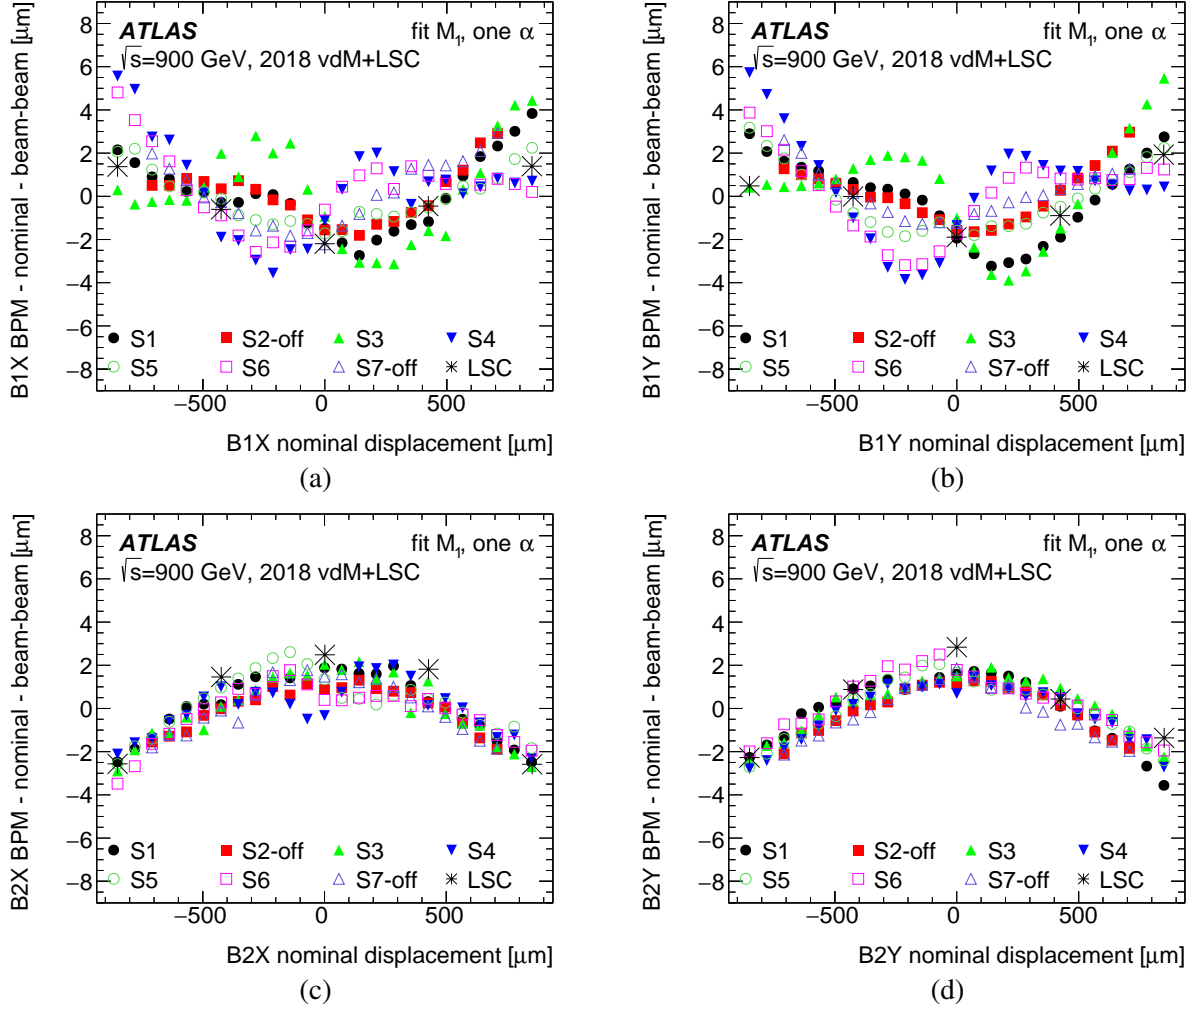 B1X BPM - nominal - beam-beam [μm]
8
6
4
2
0
−2
−4
−6
−8
ATLAS
fit M1, one α
√s=900 GeV, 2018 vdM+LSC
S1
S2-off
S3
S4
S5
S6
S7-off
LSC
−500
0
500
B1X nominal displacement [μm]
(a)
B1Y BPM - nominal - beam-beam [μm]
8
6
4
2
0
−2
−4
−6
−8
ATLAS
fit M1, one α
√s=900 GeV, 2018 vdM+LSC
S1
S2-off
S3
S4
S5
S6
S7-off
LSC
−500
0
500
B1Y nominal displacement [μm]
(b)
B2X BPM - nominal - beam-beam [μm]
8
6
4
2
0
−2
−4
−6
−8
ATLAS
fit M1, one α
√s=900 GeV, 2018 vdM+LSC
S1
S2-off
S3
S4
S5
S6
S7-off
LSC
−500
0
500
B2X nominal displacement [μm]
(c)
B2Y BPM - nominal - beam-beam [μm]
8
6
4
2
0
−2
−4
−6
−8
ATLAS
fit M1, one α
√s=900 GeV, 2018 vdM+LSC
S1
S2-off
S3
S4
S5
S6
S7-off
LSC
−500
0
500
B2Y nominal displacement [μm]
(d)